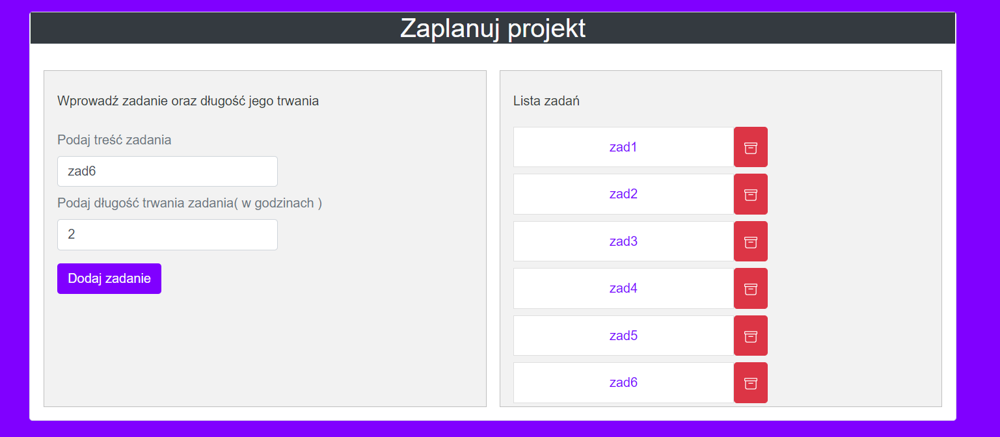 Zaplanuj projekt
Wprowadź zadanie oraz długość jego trwania
Podaj treść zadania
zad6
Podaj długość trwania zadania( w godzinach )
2
Dodaj zadanie
Lista zadań
zad1
zad2
zad3
zad4
zad5
zad6